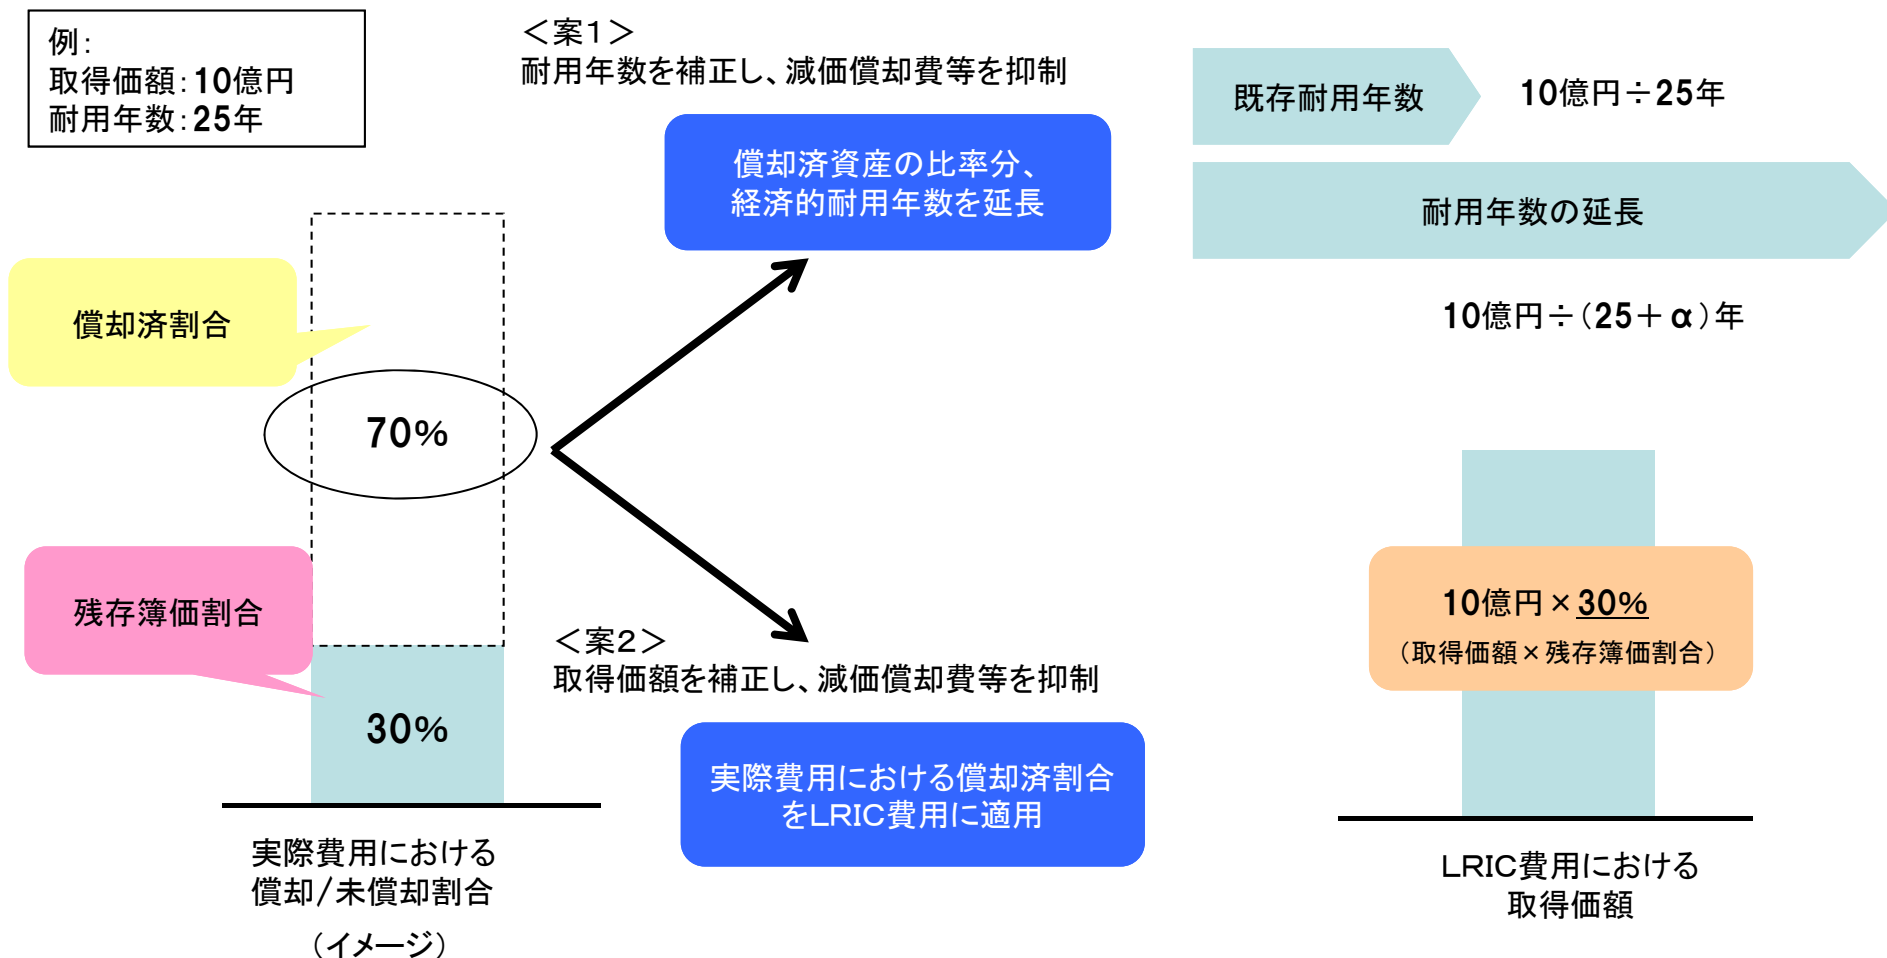 例：
取得価額：10億円
耐用年数：25年
＜案１＞
耐用年数を補正し、減価償却費等を抑制
償却済資産の比率分、
経済的耐用年数を延長
既存耐用年数
10億円÷25年
耐用年数の延長
10億円÷（25＋α）年
償却済割合
70%
残存簿価割合
30%
実際費用における
償却/未償却割合
（イメージ）
＜案２＞
取得価額を補正し、減価償却費等を抑制
実際費用における償却済割合
をLRIC費用に適用
10億円×30%
（取得価額×残存簿価割合）
LRIC費用における
取得価額